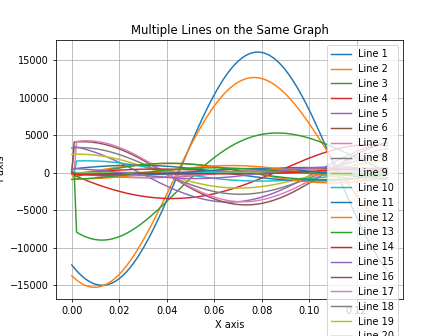 Multiple Lines on the Same Graph
15000
10000
5000
0
−5000
−10000
−15000
0.00
0.02
0.04
0.06
0.08
0.10
X axis
Line 1
Line 2
Line 3
Line 4
Line 5
Line 6
Line 7
Line 8
Line 9
Line 10
Line 11
Line 12
Line 13
Line 14
Line 15
Line 16
Line 17
Line 18
Line 19
Line 20